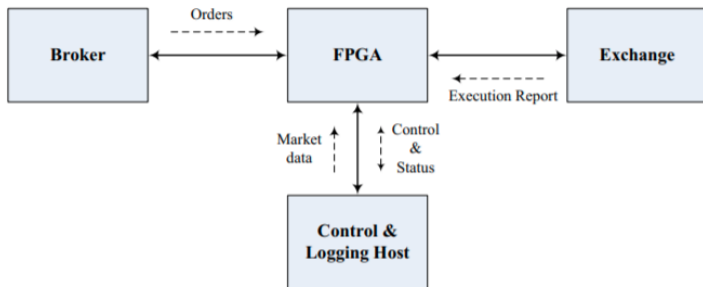 Orders
Broker
FPGA
Exchange
Execution Report
Market
data
Control
&
Status
Control &
Logging Host